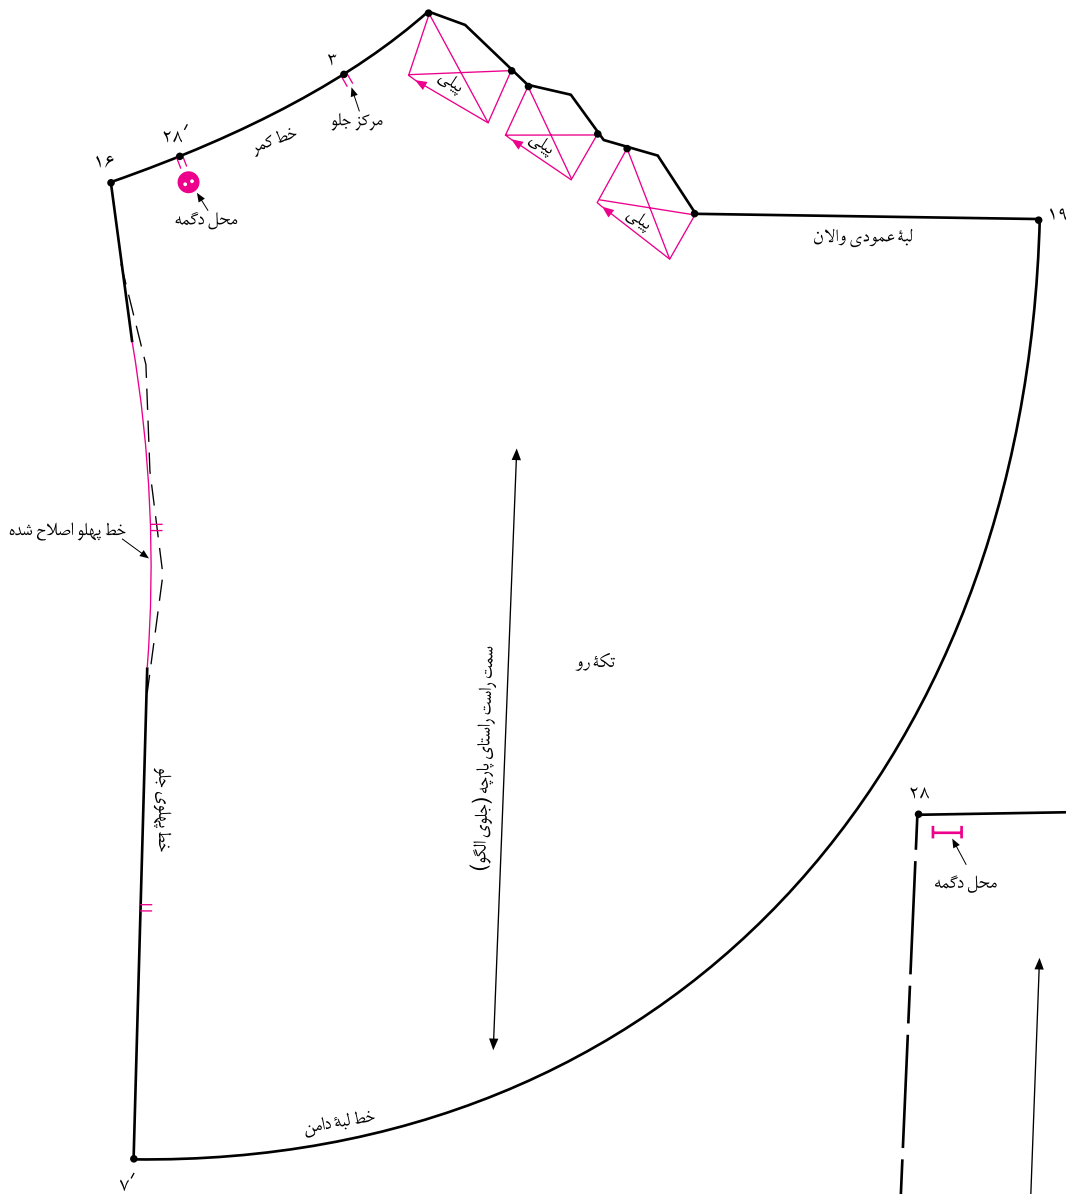 ۳
مرکز جلو
۲۸′
خط کمر
۱۶
محل دگمه
پیلی
پیلی
پیلی
۱۹
لبهٔ عمودی والان
خط پهلو اصلاح شده
تکهٔ رو
سمت راست راستای پارچه (جلوی الگو)
خط پهلوی جلو
۲۸
محل دگمه
خط لبهٔ دامن
۷′